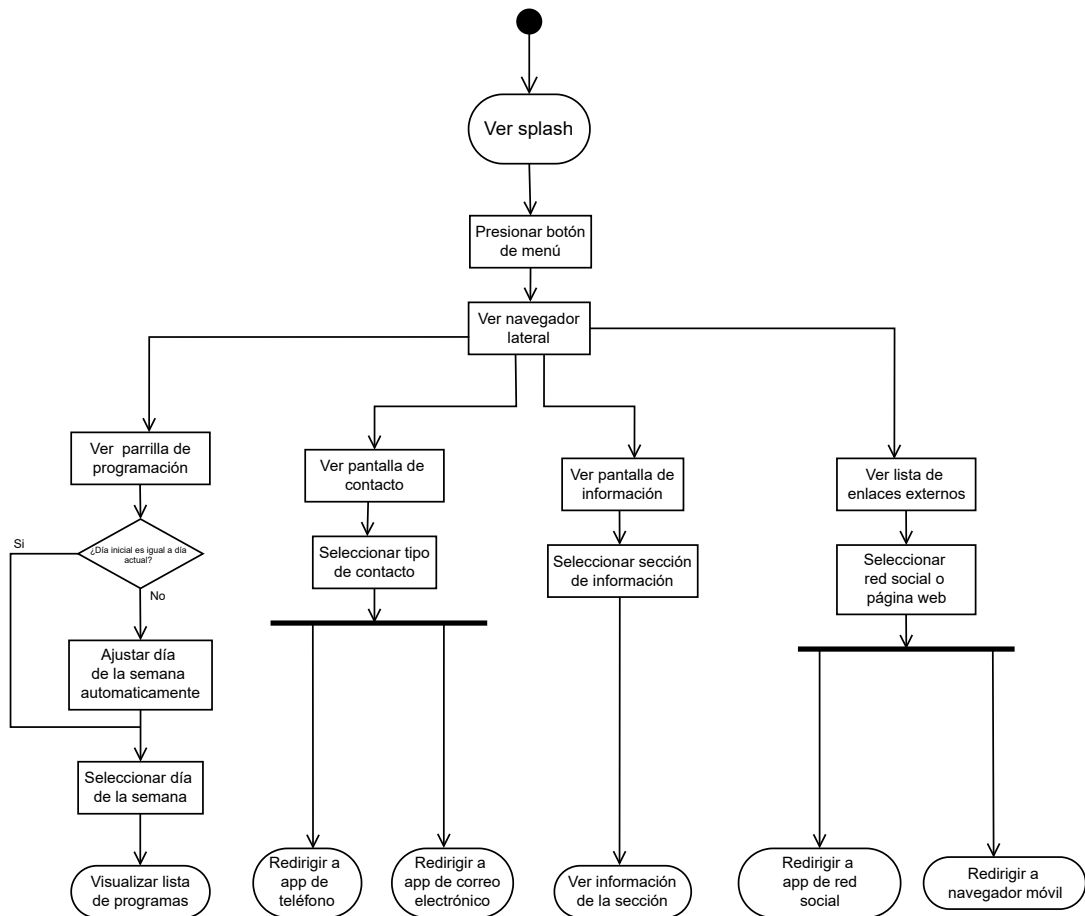 Ver splash
Presionar botón
de menú
Ver navegador
lateral
Ver parrilla de
programación
¿Día inicial es igual a día
actual?
Si
No
Ajustar día
de la semana
automaticamente
Seleccionar día
de la semana
Visualizar lista
de programas
Ver pantalla de
contacto
Seleccionar tipo
de contacto
Redirigir a
app de
teléfono
Redirigir a
app de correo
electrónico
Ver pantalla de
información
Seleccionar sección
de información
Ver información
de la sección
Ver lista de
enlaces externos
Seleccionar
red social o
página web
Redirigir a
app de red
social
Redirigir a
navegador móvil